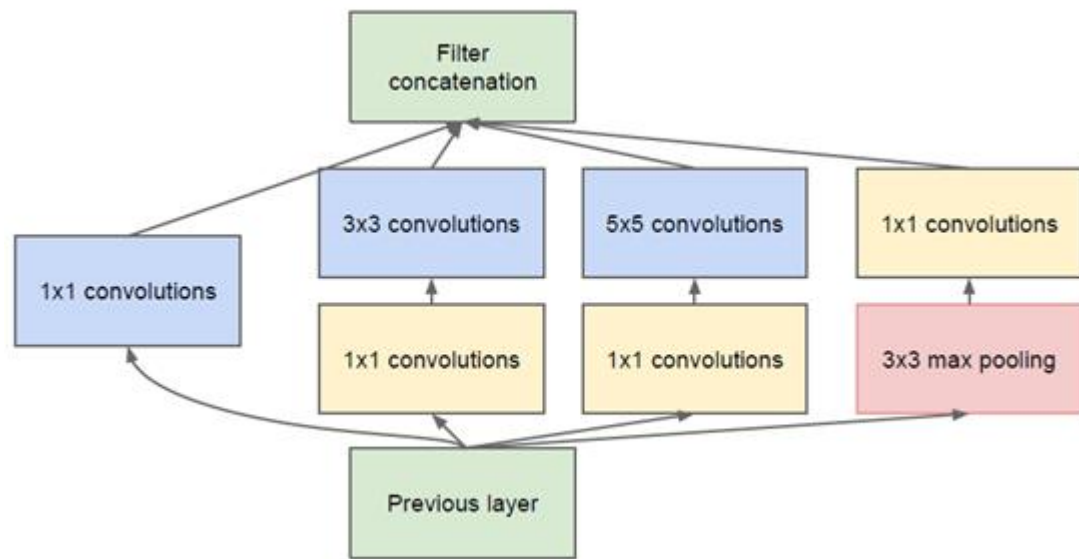 Filter
concatenation
3x3 convolutions
5x5 convolutions
1x1 convolutions
1x1 convolutions
1x1 convolutions
1x1 convolutions
3x3 max pooling
Previous layer